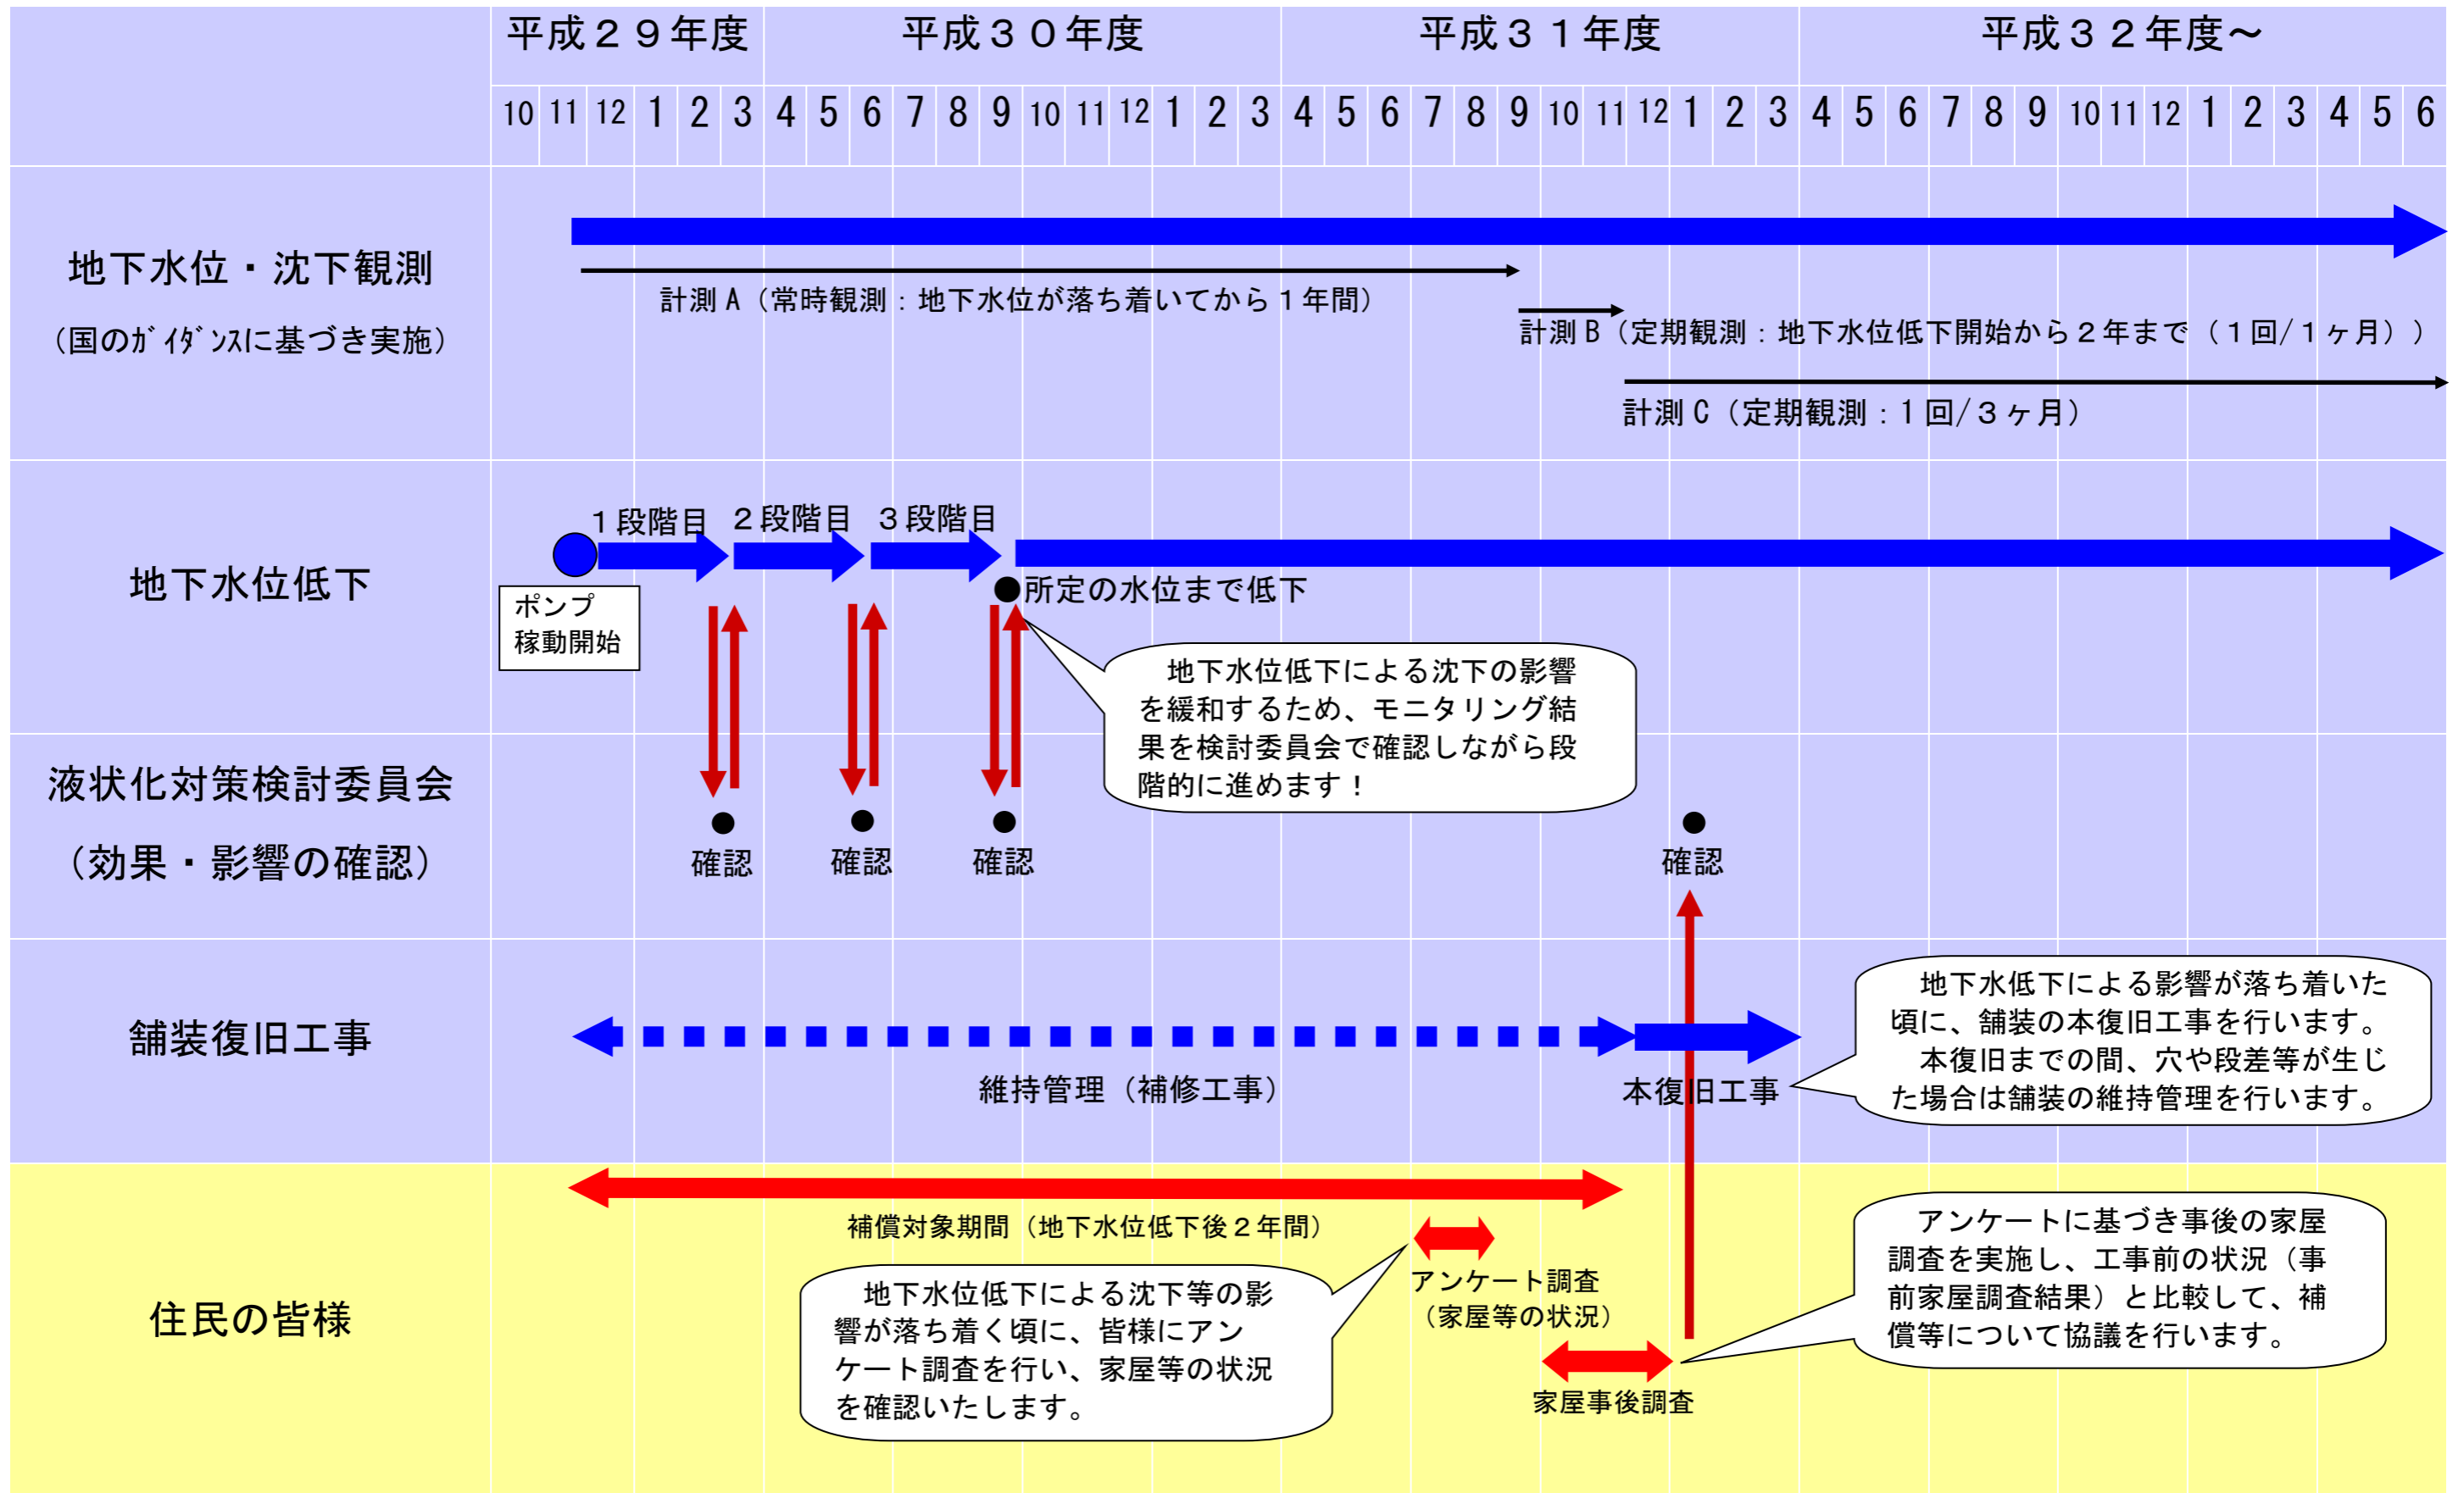 平成２９年度 平成３０年度 平成３１年度 平成３２年度～
10 11 12 1 2 3 4 5 6 7 8 9 10 11 12 1 2 3 4 5 6 7 8 9 10 11 12 1 2 3 4 5 6 7 8 9 10 11 12 1 2 3 4 5 6
地下水位・沈下観測
（国のｶﾞｲﾀﾞﾝｽに基づき実施）
計測A（常時観測：地下水位が落ち着いてから１年間）
計測B（定期観測：地下水位低下開始から２年まで（１回/１ヶ月））
計測C（定期観測：1回/３ヶ月）
地下水位低下
１段階目 ２段階目 ３段階目
ポンプ
稼動開始
●所定の水位まで低下
地下水位低下による沈下の影響
を緩和するため、モニタリング結
果を検討委員会で確認しながら段
階的に進めます！
液状化対策検討委員会
（効果・影響の確認）
確認 確認 確認 確認
舗装復旧工事
維持管理（補修工事）
本復旧工事
地下水低下による影響が落ち着いた
頃に、舗装の本復旧工事を行います。
本復旧までの間、穴や段差等が生じ
た場合は舗装の維持管理を行います。
住民の皆様
補償対象期間（地下水位低下後２年間）
地下水位低下による沈下等の影
響が落ち着く頃に、皆様にアン
ケート調査を行い、家屋等の状況
を確認いたします。
アンケート調査
（家屋等の状況）
家屋事後調査
アンケートに基づき事後の家屋
調査を実施し、工事前の状況（事
前家屋調査結果）と比較して、補
償等について協議を行います。